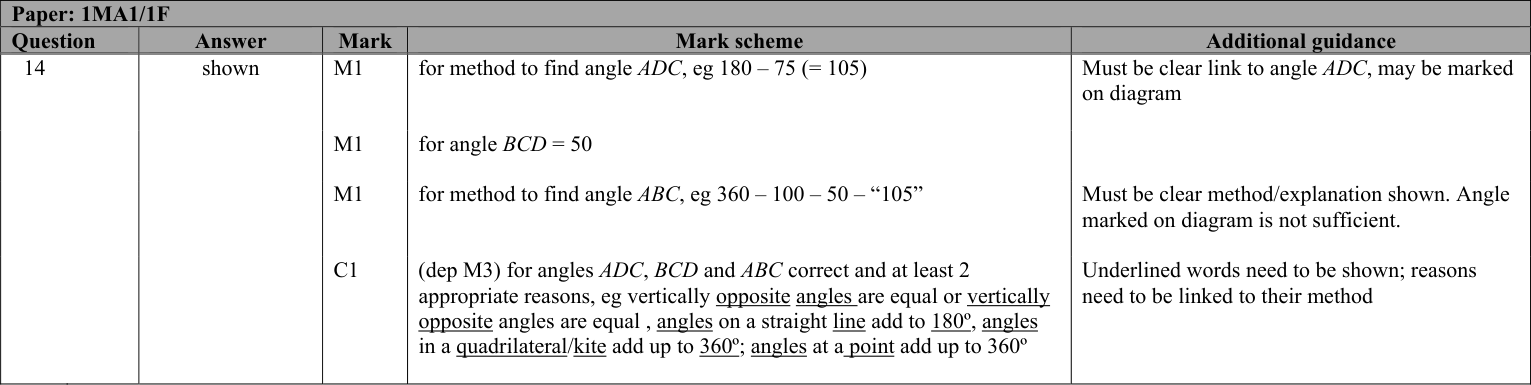 Paper: 1MA1/1F
Question Answer Mark Mark scheme Additional guidance
14 shown M1 for method to find angle ADC, eg 180 – 75 (= 105) Must be clear link to angle ADC, may be marked
on diagram
M1 for angle BCD = 50
M1 for method to find angle ABC, eg 360 – 100 – 50 – “105” Must be clear method/explanation shown. Angle
marked on diagram is not sufficient.
C1 (dep M3) for angles ADC, BCD and ABC correct and at least 2 Underlined words need to be shown; reasons
appropriate reasons, eg vertically opposite angles are equal or vertically need to be linked to their method
opposite angles are equal , angles on a straight line add to 180º, angles
in a quadrilateral/kite add up to 360º; angles at a point add up to 360º